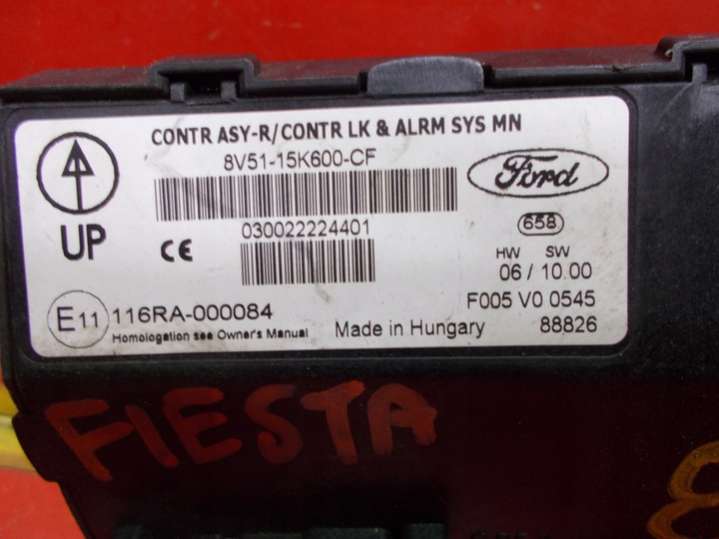 CONTR ASY-R/CONTR LK & ALRM SYS MN
8V51-15K600-CF
Ford
UP
CE
030022224401
658
HW SW
06 / 10.00
E11 116RA-000084
F005 V0 0545
Homologation see Owner's Manual
Made in Hungary
88826
FIESTA
8